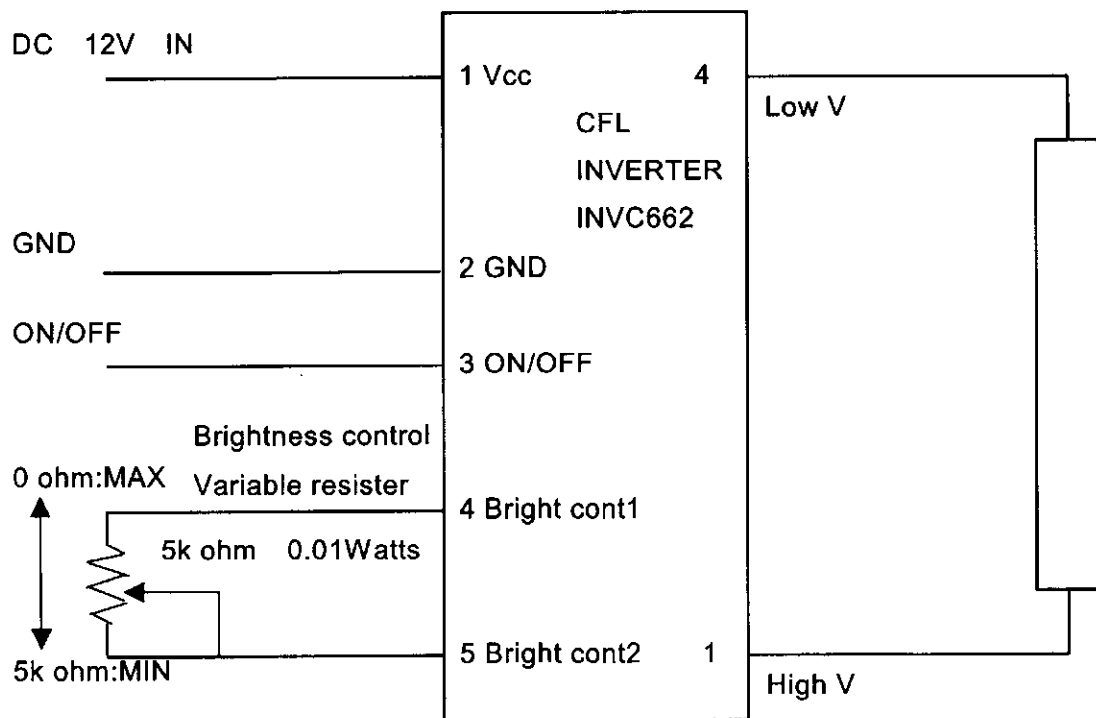 DC 12V IN
1 Vcc
4
Low V
CFL
INVERTER
INVC662
GND
2 GND
ON/OFF
3 ON/OFF
Brightness control
0 ohm:MAX
Variable resister
4 Bright cont1
5k ohm 0.01Watts
5k ohm:MIN
5 Bright cont2
1
High V